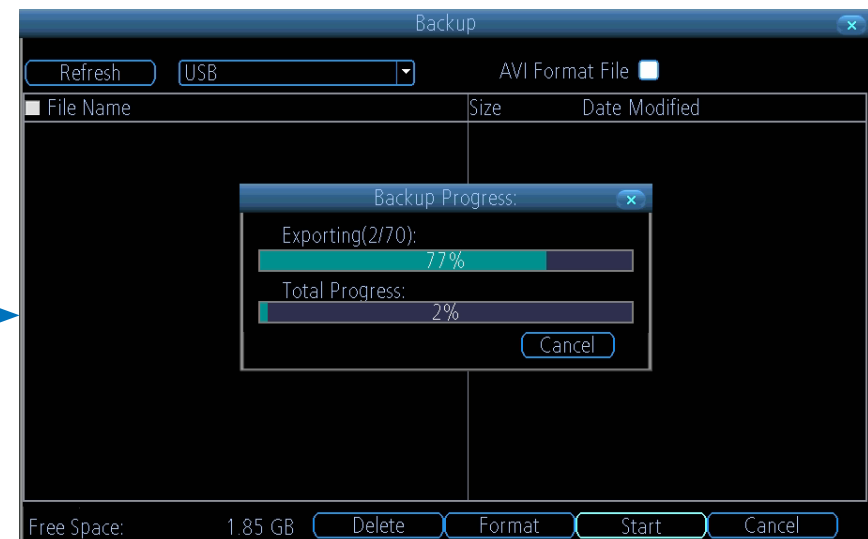 Backup
Refresh USB AVI Format File
File Name Size Date Modified
Backup Progress:
Exporting(2/70):
77%
Total Progress:
2%
Cancel
Free Space: 1.85 GB Delete Format Start Cancel